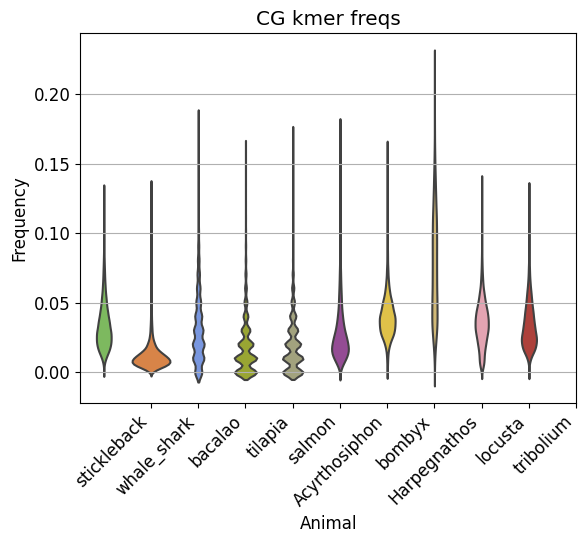 CG kmer freqs
Frequency
0.20
0.15
0.10
0.05
0.00
stickleback
whale_shark
bacalao
tilapia
salmon
Acyrthosiphon
bombyx
Harpegnathos
locusta
tribolium
Animal